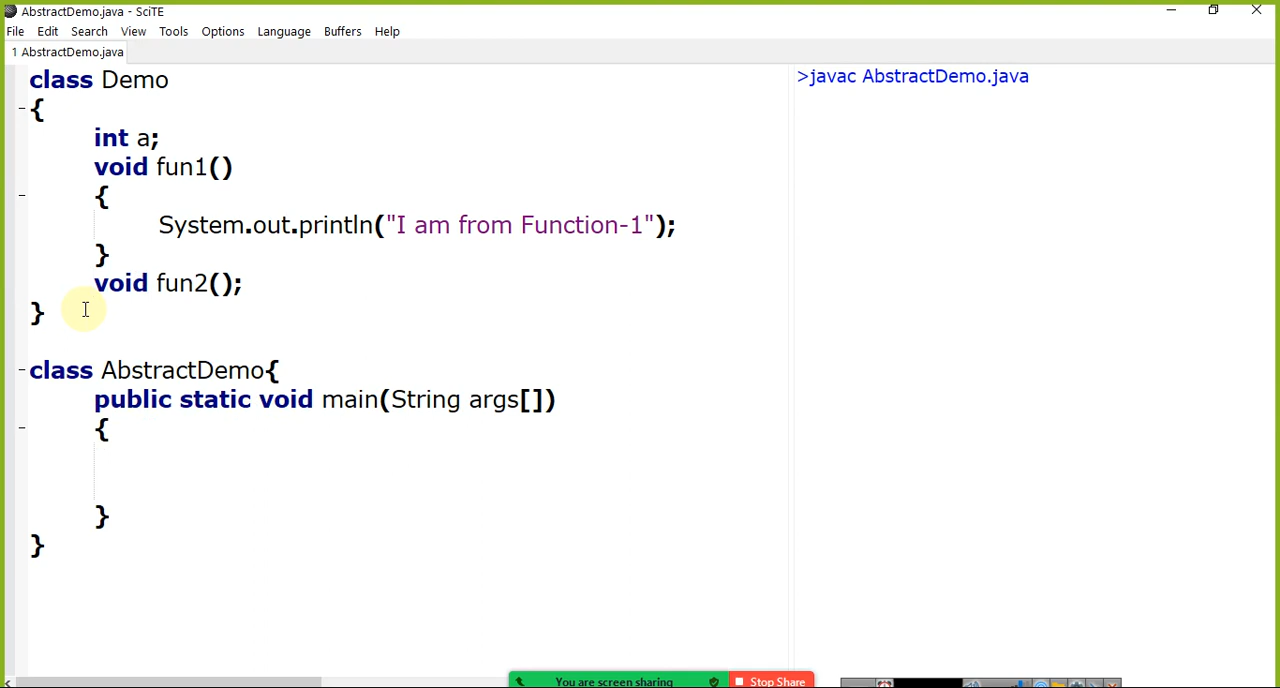 AbstractDemo.java - SciTE
File Edit Search View Tools Options Language Buffers Help
1 AbstractDemo.java
class Demo
{
int a;
void fun1()
{
System.out.println("I am from Function-1");
}
void fun2();
}
class AbstractDemo{
public static void main(String args[])
{
}
}
>javac AbstractDemo.java
You are screen sharing
Stop Share